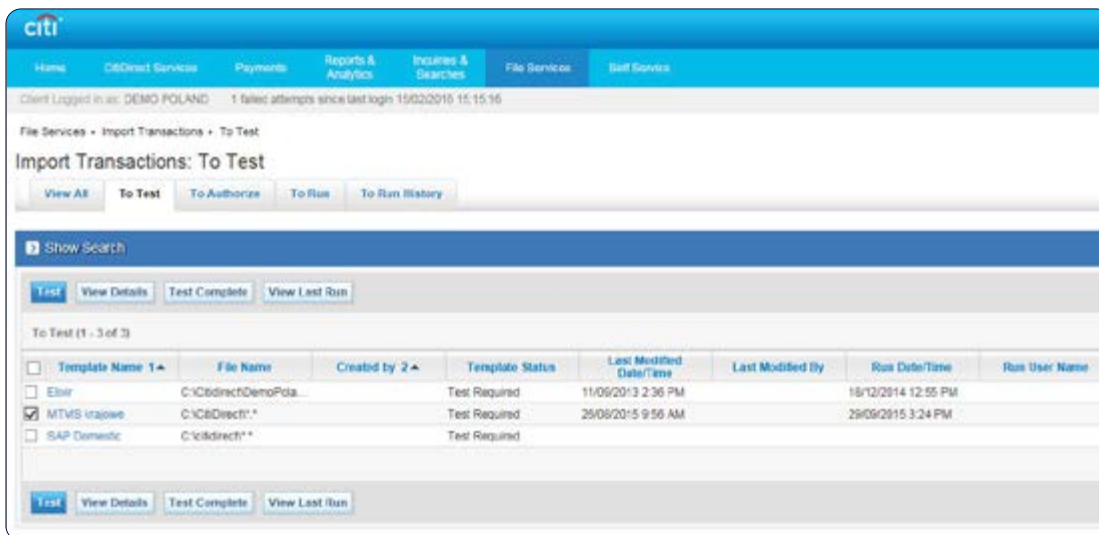 citi
Home CitiDirect Services Payments Reports & Analytics Inquiries & Searches File Services Self Service
Client Logged in as: DEMO POLAND 1 failed attempts since last login 15/02/2016 15:15:16
File Services Import Transactions To Test
Import Transactions: To Test
View All To Test To Authorize To Run To Run History
Show Search
Test View Details Test Complete View Last Run
To Test (1 - 3 of 3)
Template Name 1 File Name Created by 2 Template Status Last Modified Date/Time Last Modified By Run Date/Time Run User Name
Elixir C:\Citidirect\DemoPola... Test Required 11/09/2013 2:36 PM 18/12/2014 12:55 PM
MTMS krajowe C:\CitiDirect\*.* Test Required 26/08/2015 9:56 AM 29/09/2015 3:24 PM
SAP Domestic C:\citidirect\*.* Test Required
Test View Details Test Complete View Last Run